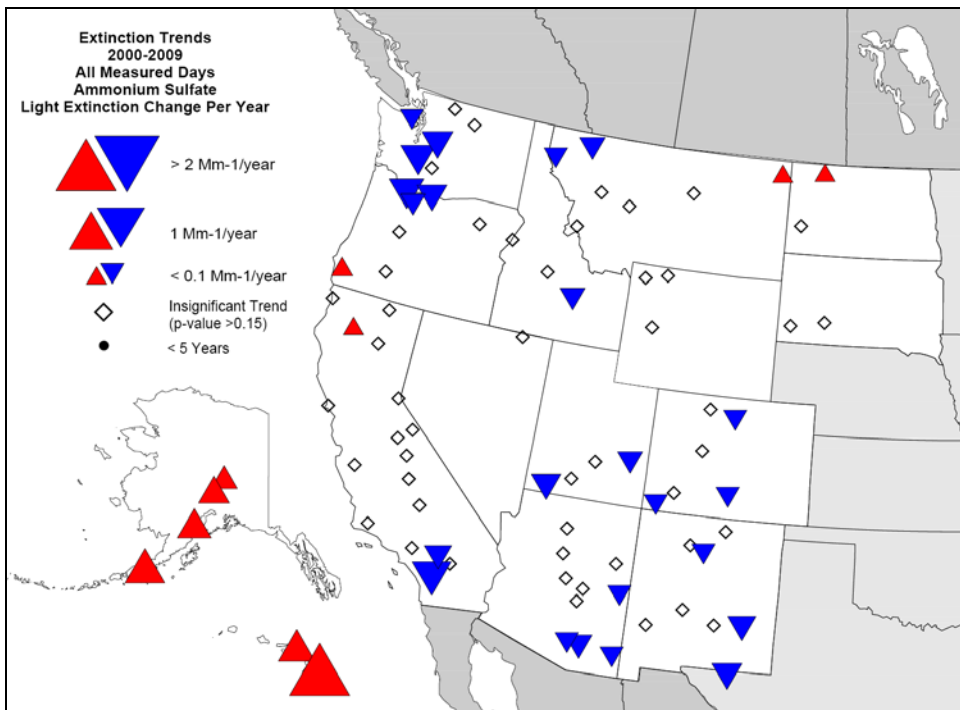 Extinction Trends
2000-2009
All Measured Days
Ammonium Sulfate
Light Extinction Change Per Year
> 2 Mm-1/year
1 Mm-1/year
< 0.1 Mm-1/year
Insignificant Trend
(p-value >0.15)
< 5 Years